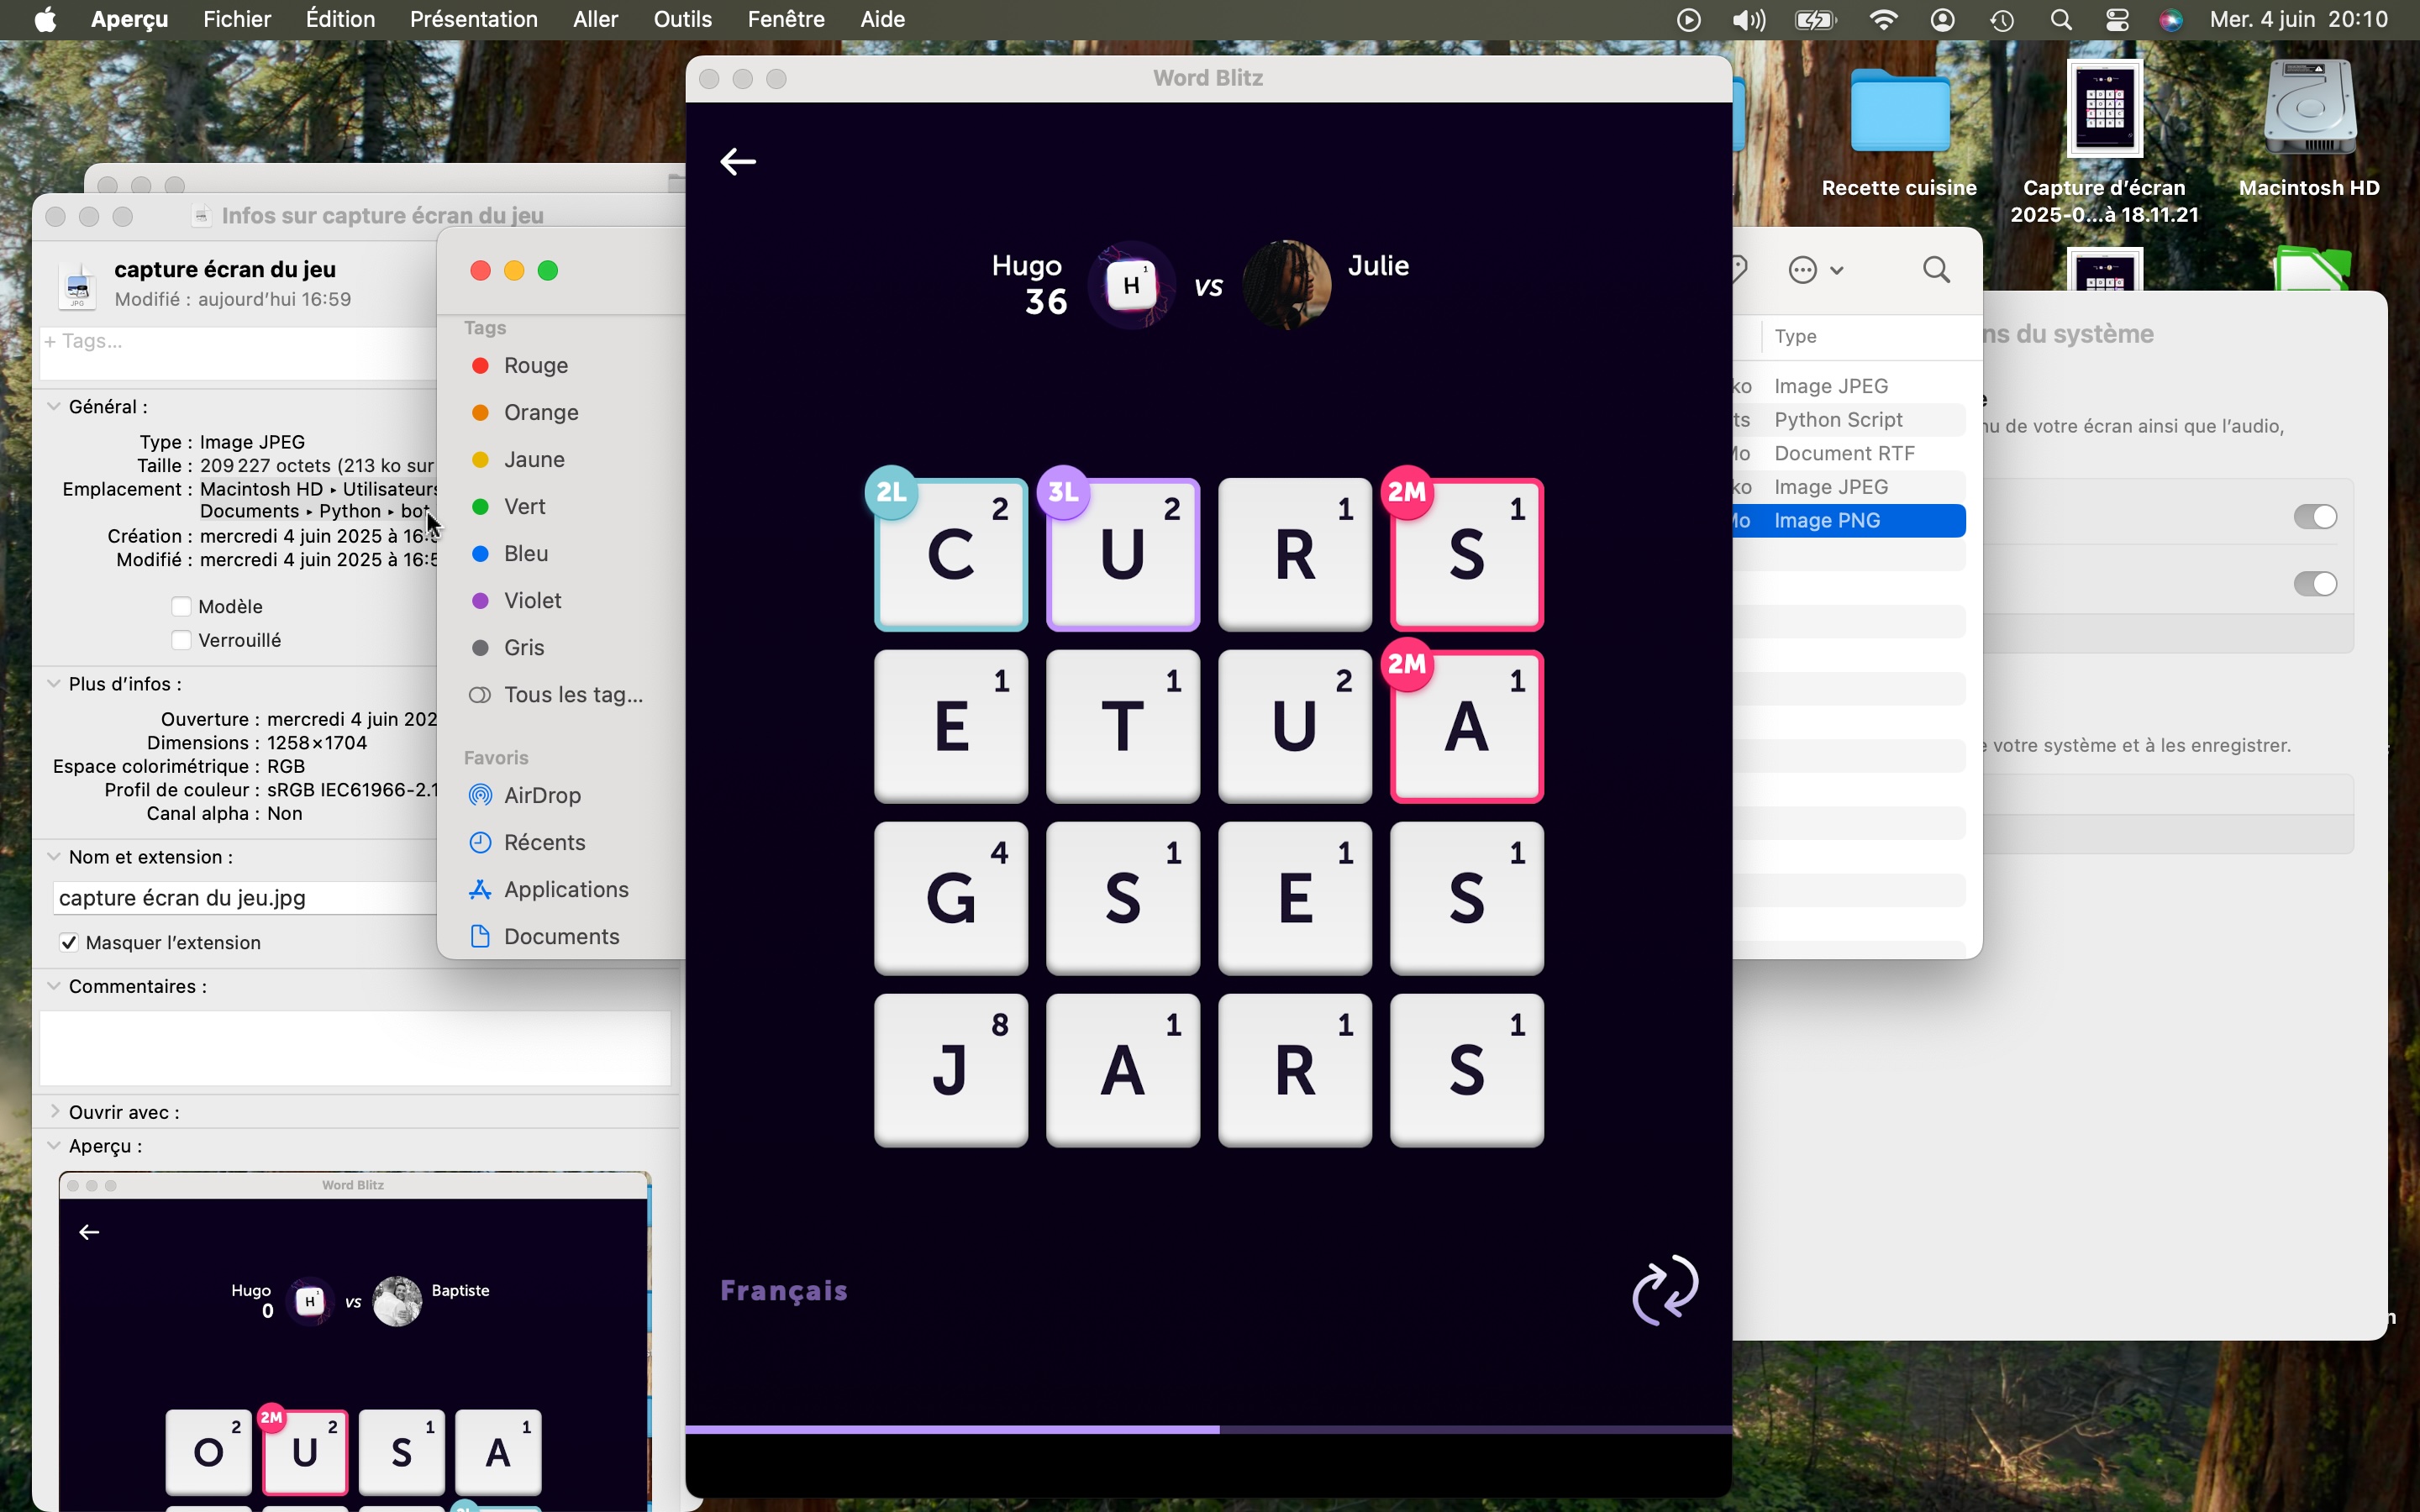 Aperçu Fichier Édition Présentation Aller Outils Fenêtre Aide Mer. 4 juin 20:10
Word Blitz
Hugo
36
H 1
vs
Julie
2L C 2 3L U 2 R 1 2M S 1
E 1 T 1 U 2 2M A 1
G 4 S 1 E 1 S 1
J 8 A 1 R 1 S 1
Français
Infos sur capture écran du jeu
capture écran du jeu
JPG
Modifié : aujourd'hui 16:59
+ Tags...
Général :
Type : Image JPEG
Taille : 209 227 octets (213 ko sur
Emplacement : Macintosh HD ▸ Utilisateurs
Documents ▸ Python ▸ bot
Création : mercredi 4 juin 2025 à 16:
Modifié : mercredi 4 juin 2025 à 16:5
Modèle
Verrouillé
Plus d'infos :
Ouverture : mercredi 4 juin 202
Dimensions : 1258×1704
Espace colorimétrique : RGB
Profil de couleur : sRGB IEC61966-2.1
Canal alpha : Non
Nom et extension :
capture écran du jeu.jpg
Masquer l'extension
Commentaires :
Ouvrir avec :
Aperçu :
Word Blitz
Hugo
0
H 1
vs
Baptiste
O 2 2M U 2 S 1 A 1
Tags
Rouge
Orange
Jaune
Vert
Bleu
Violet
Gris
Tous les tag...
Favoris
AirDrop
Récents
Applications
Documents
Recette cuisine
Capture d'écran
2025-0...à 18.11.21
Macintosh HD
Type
ko Image JPEG
ts Python Script
Mo Document RTF
ko Image JPEG
Mo Image PNG
ns du système
nu de votre écran ainsi que l'audio,
e votre système et à les enregistrer.